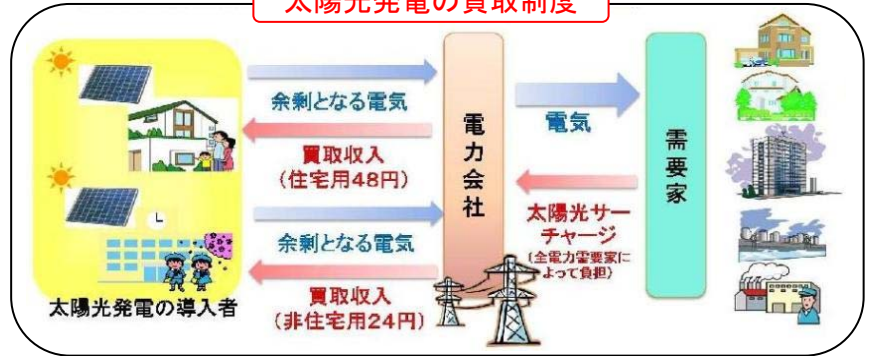 太陽光発電の買取制度
余剰となる電気
買取収入
(住宅用48円)
余剰となる電気
買取収入
(非住宅用24円)
太陽光発電の導入者
電力会社
電気
太陽光サー
チャージ
(全電力需要家に
よって負担)
需要家